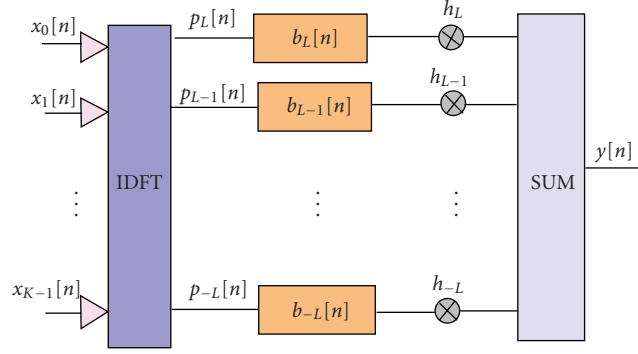 x_0[n] p_L[n] b_L[n] h_L
x_1[n] p_{L−1}[n] b_{L−1}[n] h_{L−1}
IDFT SUM y[n]
⋮ ⋮ ⋮
x_{K−1}[n] p_{−L}[n] b_{−L}[n] h_{−L}